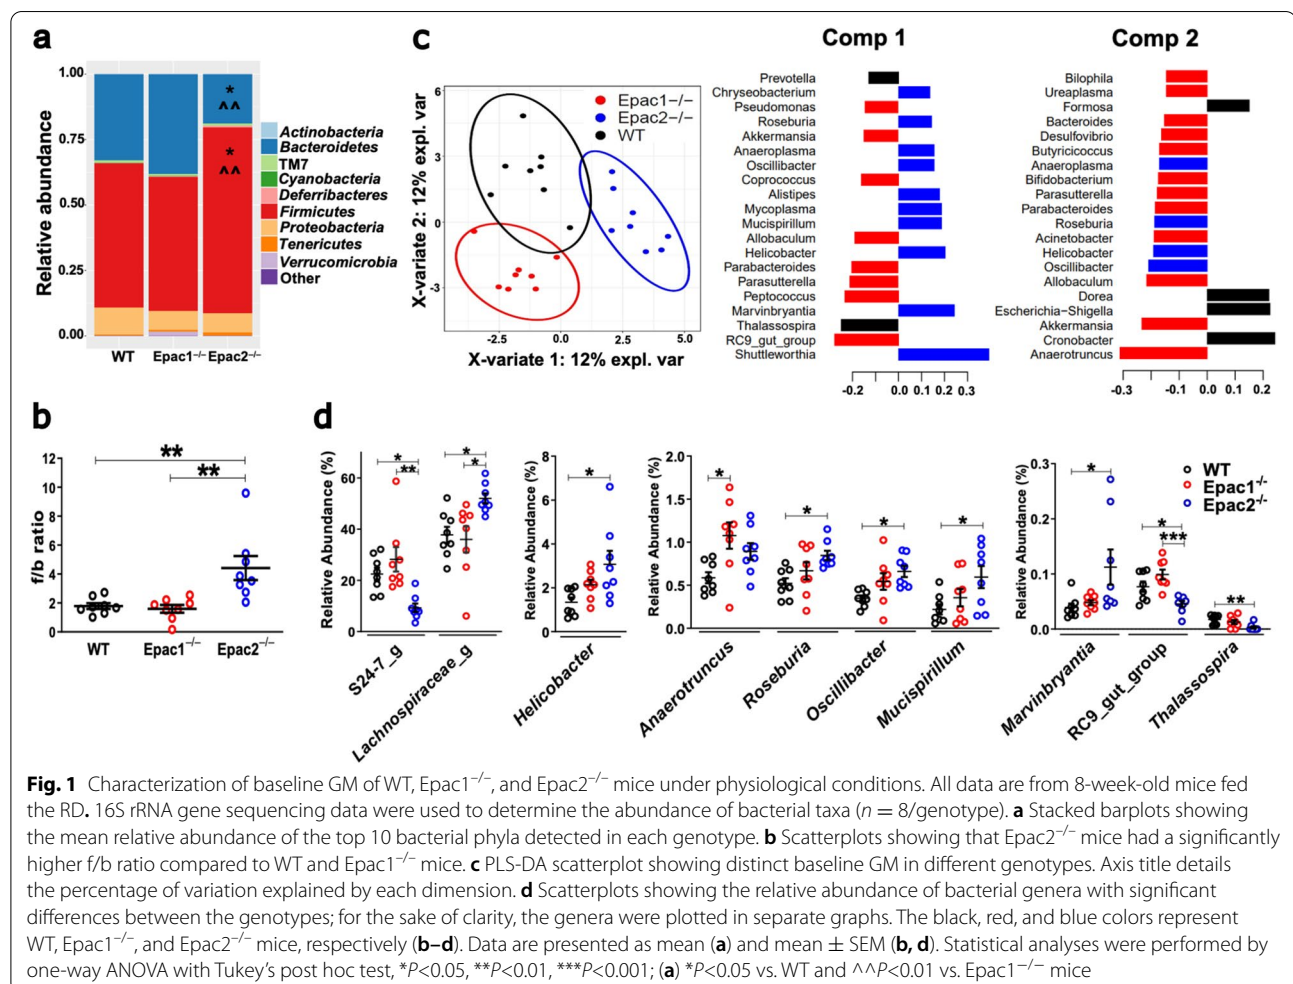 a
Relative abundance
1.00
0.75
0.50
0.25
0.00
*
^^
*
^^
WT
Epac1⁻/⁻
Epac2⁻/⁻
Actinobacteria
Bacteroidetes
TM7
Cyanobacteria
Deferribacteres
Firmicutes
Proteobacteria
Tenericutes
Verrucomicrobia
Other
c
X-variate 2: 12% expl. var
6
3
0
-3
Epac1-/-
Epac2-/-
WT
-2.5
0.0
2.5
5.0
X-variate 1: 12% expl. var
Comp 1
Prevotella
Chryseobacterium
Pseudomonas
Roseburia
Akkermansia
Anaeroplasma
Oscillibacter
Coprococcus
Alistipes
Mycoplasma
Mucispirillum
Allobaculum
Helicobacter
Parabacteroides
Parasutterella
Peptococcus
Marvinbryantia
Thalassospira
RC9_gut_group
Shuttleworthia
-0.2
0.0 0.1
0.3
Comp 2
Bilophila
Ureaplasma
Formosa
Bacteroides
Desulfovibrio
Butyricicoccus
Anaeroplasma
Bifidobacterium
Parasutterella
Parabacteroides
Roseburia
Acinetobacter
Helicobacter
Oscillibacter
Allobaculum
Dorea
Escherichia-Shigella
Akkermansia
Cronobacter
Anaerotruncus
-0.3
-0.1
0.0 0.1 0.2
b
f/b ratio
12
10
8
6
4
2
0
**
**
WT
Epac1⁻/⁻
Epac2⁻/⁻
d
Relative Abundance (%)
60
40
20
0
*
**
*
*
S24-7_g
Lachnospiraceae_g
Relative Abundance (%)
8
6
4
2
0
*
Helicobacter
Relative Abundance (%)
2.0
1.5
1.0
0.5
0.0
*
*
*
*
Anaerotruncus
Roseburia
Oscillibacter
Mucispirillum
Relative Abundance (%)
0.3
0.2
0.1
0.0
*
*
***
**
WT
Epac1⁻/⁻
Epac2⁻/⁻
Marvinbryantia
RC9_gut_group
Thalassospira
Fig. 1 Characterization of baseline GM of WT, Epac1⁻/⁻, and Epac2⁻/⁻ mice under physiological conditions. All data are from 8-week-old mice fed
the RD. 16S rRNA gene sequencing data were used to determine the abundance of bacterial taxa (n = 8/genotype). a Stacked barplots showing
the mean relative abundance of the top 10 bacterial phyla detected in each genotype. b Scatterplots showing that Epac2⁻/⁻ mice had a significantly
higher f/b ratio compared to WT and Epac1⁻/⁻ mice. c PLS-DA scatterplot showing distinct baseline GM in different genotypes. Axis title details
the percentage of variation explained by each dimension. d Scatterplots showing the relative abundance of bacterial genera with significant
differences between the genotypes; for the sake of clarity, the genera were plotted in separate graphs. The black, red, and blue colors represent
WT, Epac1⁻/⁻, and Epac2⁻/⁻ mice, respectively (b–d). Data are presented as mean (a) and mean ± SEM (b, d). Statistical analyses were performed by
one-way ANOVA with Tukey's post hoc test, *P<0.05, **P<0.01, ***P<0.001; (a) *P<0.05 vs. WT and ^^P<0.01 vs. Epac1⁻/⁻ mice